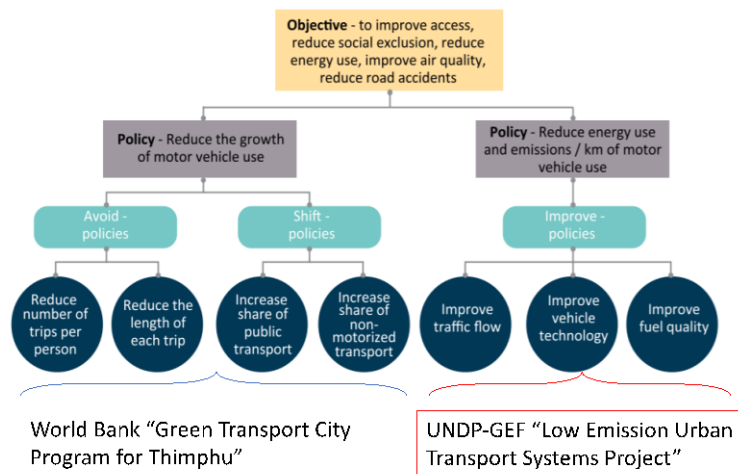 Objective - to improve access,
reduce social exclusion, reduce
energy use, improve air quality,
reduce road accidents
Policy - Reduce the growth
of motor vehicle use
Policy - Reduce energy use
and emissions / km of motor
vehicle use
Avoid -
policies
Shift -
policies
Improve -
policies
Reduce
number of
trips per
person
Reduce the
length of
each trip
Increase
share of
public
transport
Increase
share of
non-
motorized
transport
Improve
traffic flow
Improve
vehicle
technology
Improve
fuel quality
World Bank “Green Transport City
Program for Thimphu”
UNDP-GEF “Low Emission Urban
Transport Systems Project”